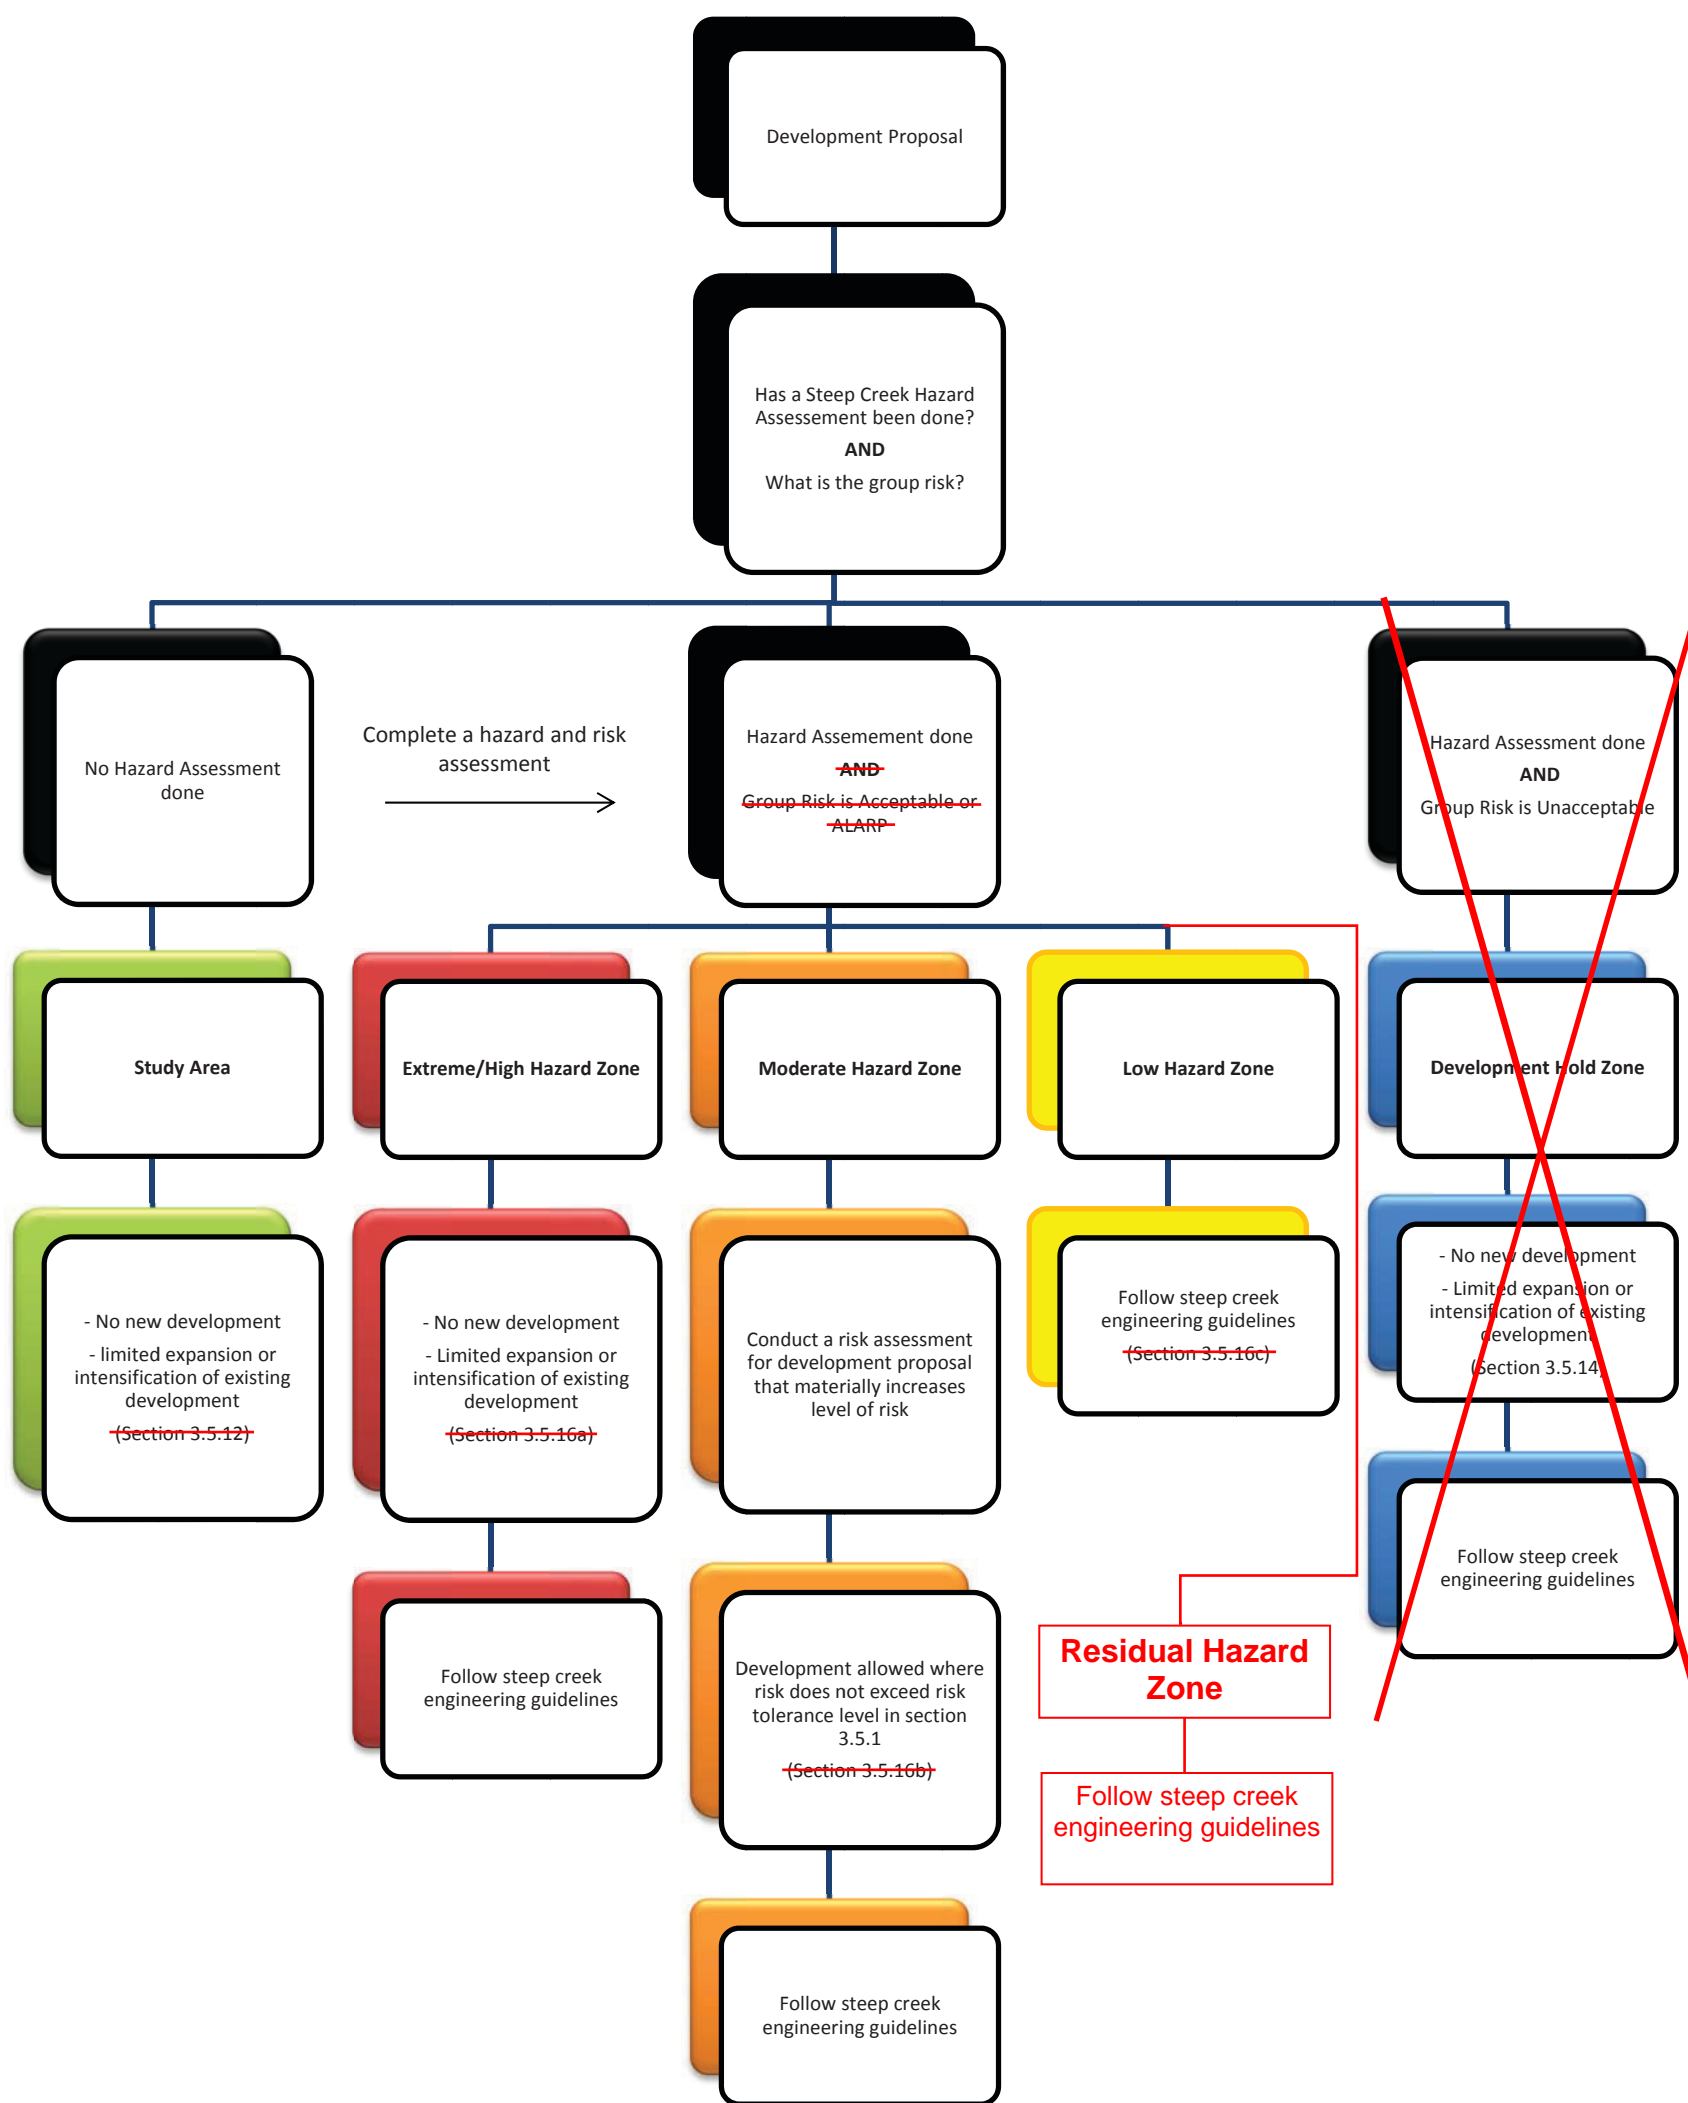 Development Proposal
Has a Steep Creek Hazard
Assessement been done?
AND
What is the group risk?
No Hazard Assessment
done
Complete a hazard and risk
assessment
Hazard Assemement done
AND
Group Risk is Acceptable or
ALARP
Hazard Assessment done
AND
Group Risk is Unacceptable
Study Area
Extreme/High Hazard Zone
Moderate Hazard Zone
Low Hazard Zone
Development Hold Zone
- No new development
- limited expansion or
intensification of existing
development
(Section 3.5.12)
- No new development
- Limited expansion or
intensification of existing
development
(Section 3.5.16a)
Conduct a risk assessment
for development proposal
that materially increases
level of risk
Follow steep creek
engineering guidelines
(Section 3.5.16c)
- No new development
- Limited expansion or
intensification of existing
development
(Section 3.5.14)
Follow steep creek
engineering guidelines
Development allowed where
risk does not exceed risk
tolerance level in section
3.5.1
(Section 3.5.16b)
Residual Hazard
Zone
Follow steep creek
engineering guidelines
Follow steep creek
engineering guidelines
Follow steep creek
engineering guidelines